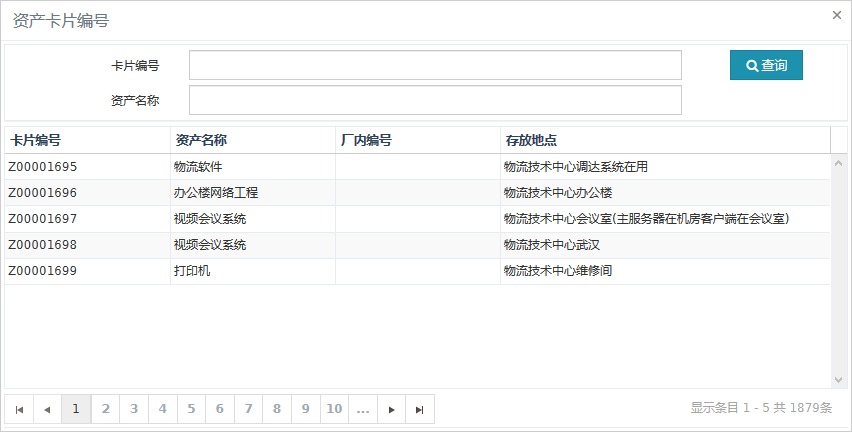 资产卡片编号
卡片编号 查询
资产名称
卡片编号 资产名称 厂内编号 存放地点
Z00001695 物流软件 物流技术中心调达系统在用
Z00001696 办公楼网络工程 物流技术中心办公楼
Z00001697 视频会议系统 物流技术中心会议室(主服务器在机房客户端在会议室)
Z00001698 视频会议系统 物流技术中心武汉
Z00001699 打印机 物流技术中心维修间
1 2 3 4 5 6 7 8 9 10 ... 显示条目 1 - 5 共 1879条